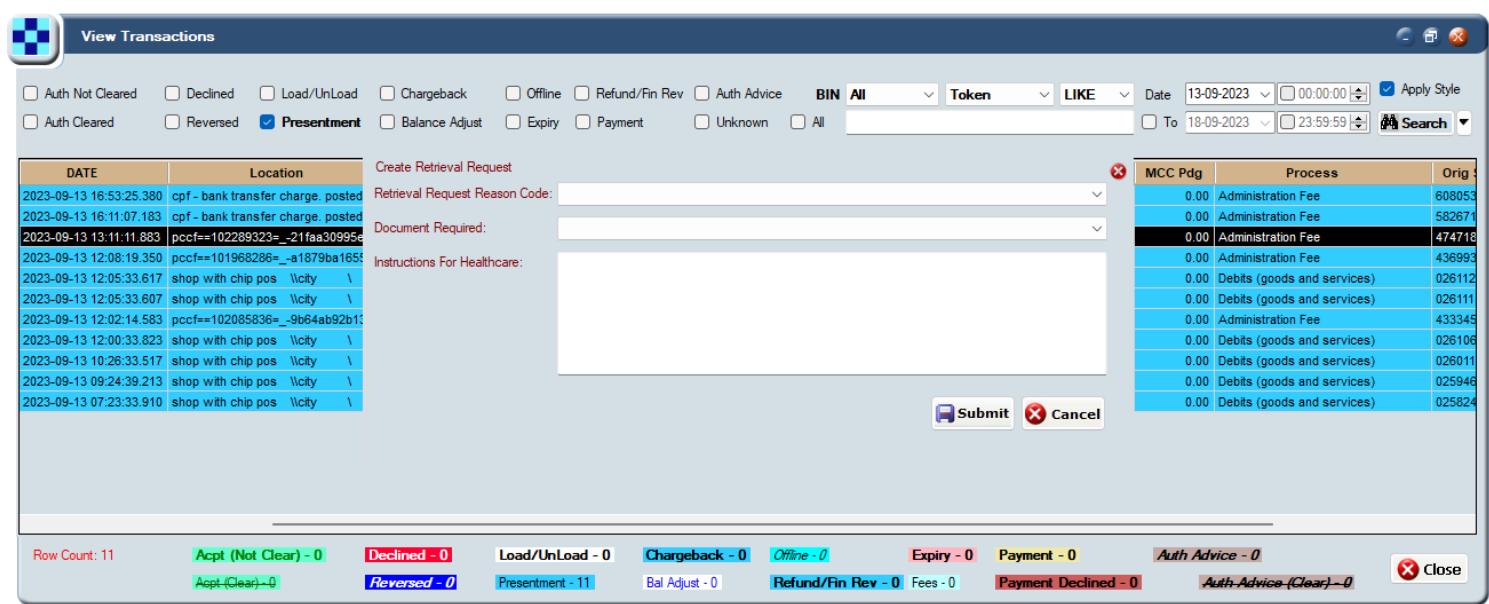 View Transactions
Auth Not Cleared Declined Load/UnLoad Chargeback Offline Refund/Fin Rev Auth Advice BIN All Token LIKE Date 13-09-2023 00:00:00 Apply Style
Auth Cleared Reversed Presentment Balance Adjust Expiry Payment Unknown All To 18-09-2023 23:59:59 Search
DATE Location
2023-09-13 16:53:25.380 cpf - bank transfer charge. posted
2023-09-13 16:11:07.183 cpf - bank transfer charge. posted
2023-09-13 13:11:11.883 pccf==102289323=_-21faa30995e
2023-09-13 12:08:19.350 pccf==101968286=_-a1879ba1655
2023-09-13 12:05:33.617 shop with chip pos \\city \
2023-09-13 12:05:33.607 shop with chip pos \\city \
2023-09-13 12:02:14.583 pccf==102085836=_-9b64ab92b13
2023-09-13 12:00:33.823 shop with chip pos \\city \
2023-09-13 10:26:33.517 shop with chip pos \\city \
2023-09-13 09:24:39.213 shop with chip pos \\city \
2023-09-13 07:23:33.910 shop with chip pos \\city \
Create Retrieval Request
Retrieval Request Reason Code:
Document Required:
Instructions For Healthcare:
Submit Cancel
MCC Pdg Process Orig
0.00 Administration Fee 608053
0.00 Administration Fee 582671
0.00 Administration Fee 474718
0.00 Administration Fee 436993
0.00 Debits (goods and services) 026112
0.00 Debits (goods and services) 026111
0.00 Administration Fee 433345
0.00 Debits (goods and services) 026106
0.00 Debits (goods and services) 026011
0.00 Debits (goods and services) 025946
0.00 Debits (goods and services) 025824
Row Count: 11 Acpt (Not Clear) - 0 Declined - 0 Load/UnLoad - 0 Chargeback - 0 Offline - 0 Expiry - 0 Payment - 0 Auth Advice - 0
Acpt (Clear) - 0 Reversed - 0 Presentment - 11 Bal Adjust - 0 Refund/Fin Rev - 0 Fees - 0 Payment Declined - 0 Auth Advice (Clear) - 0
Close